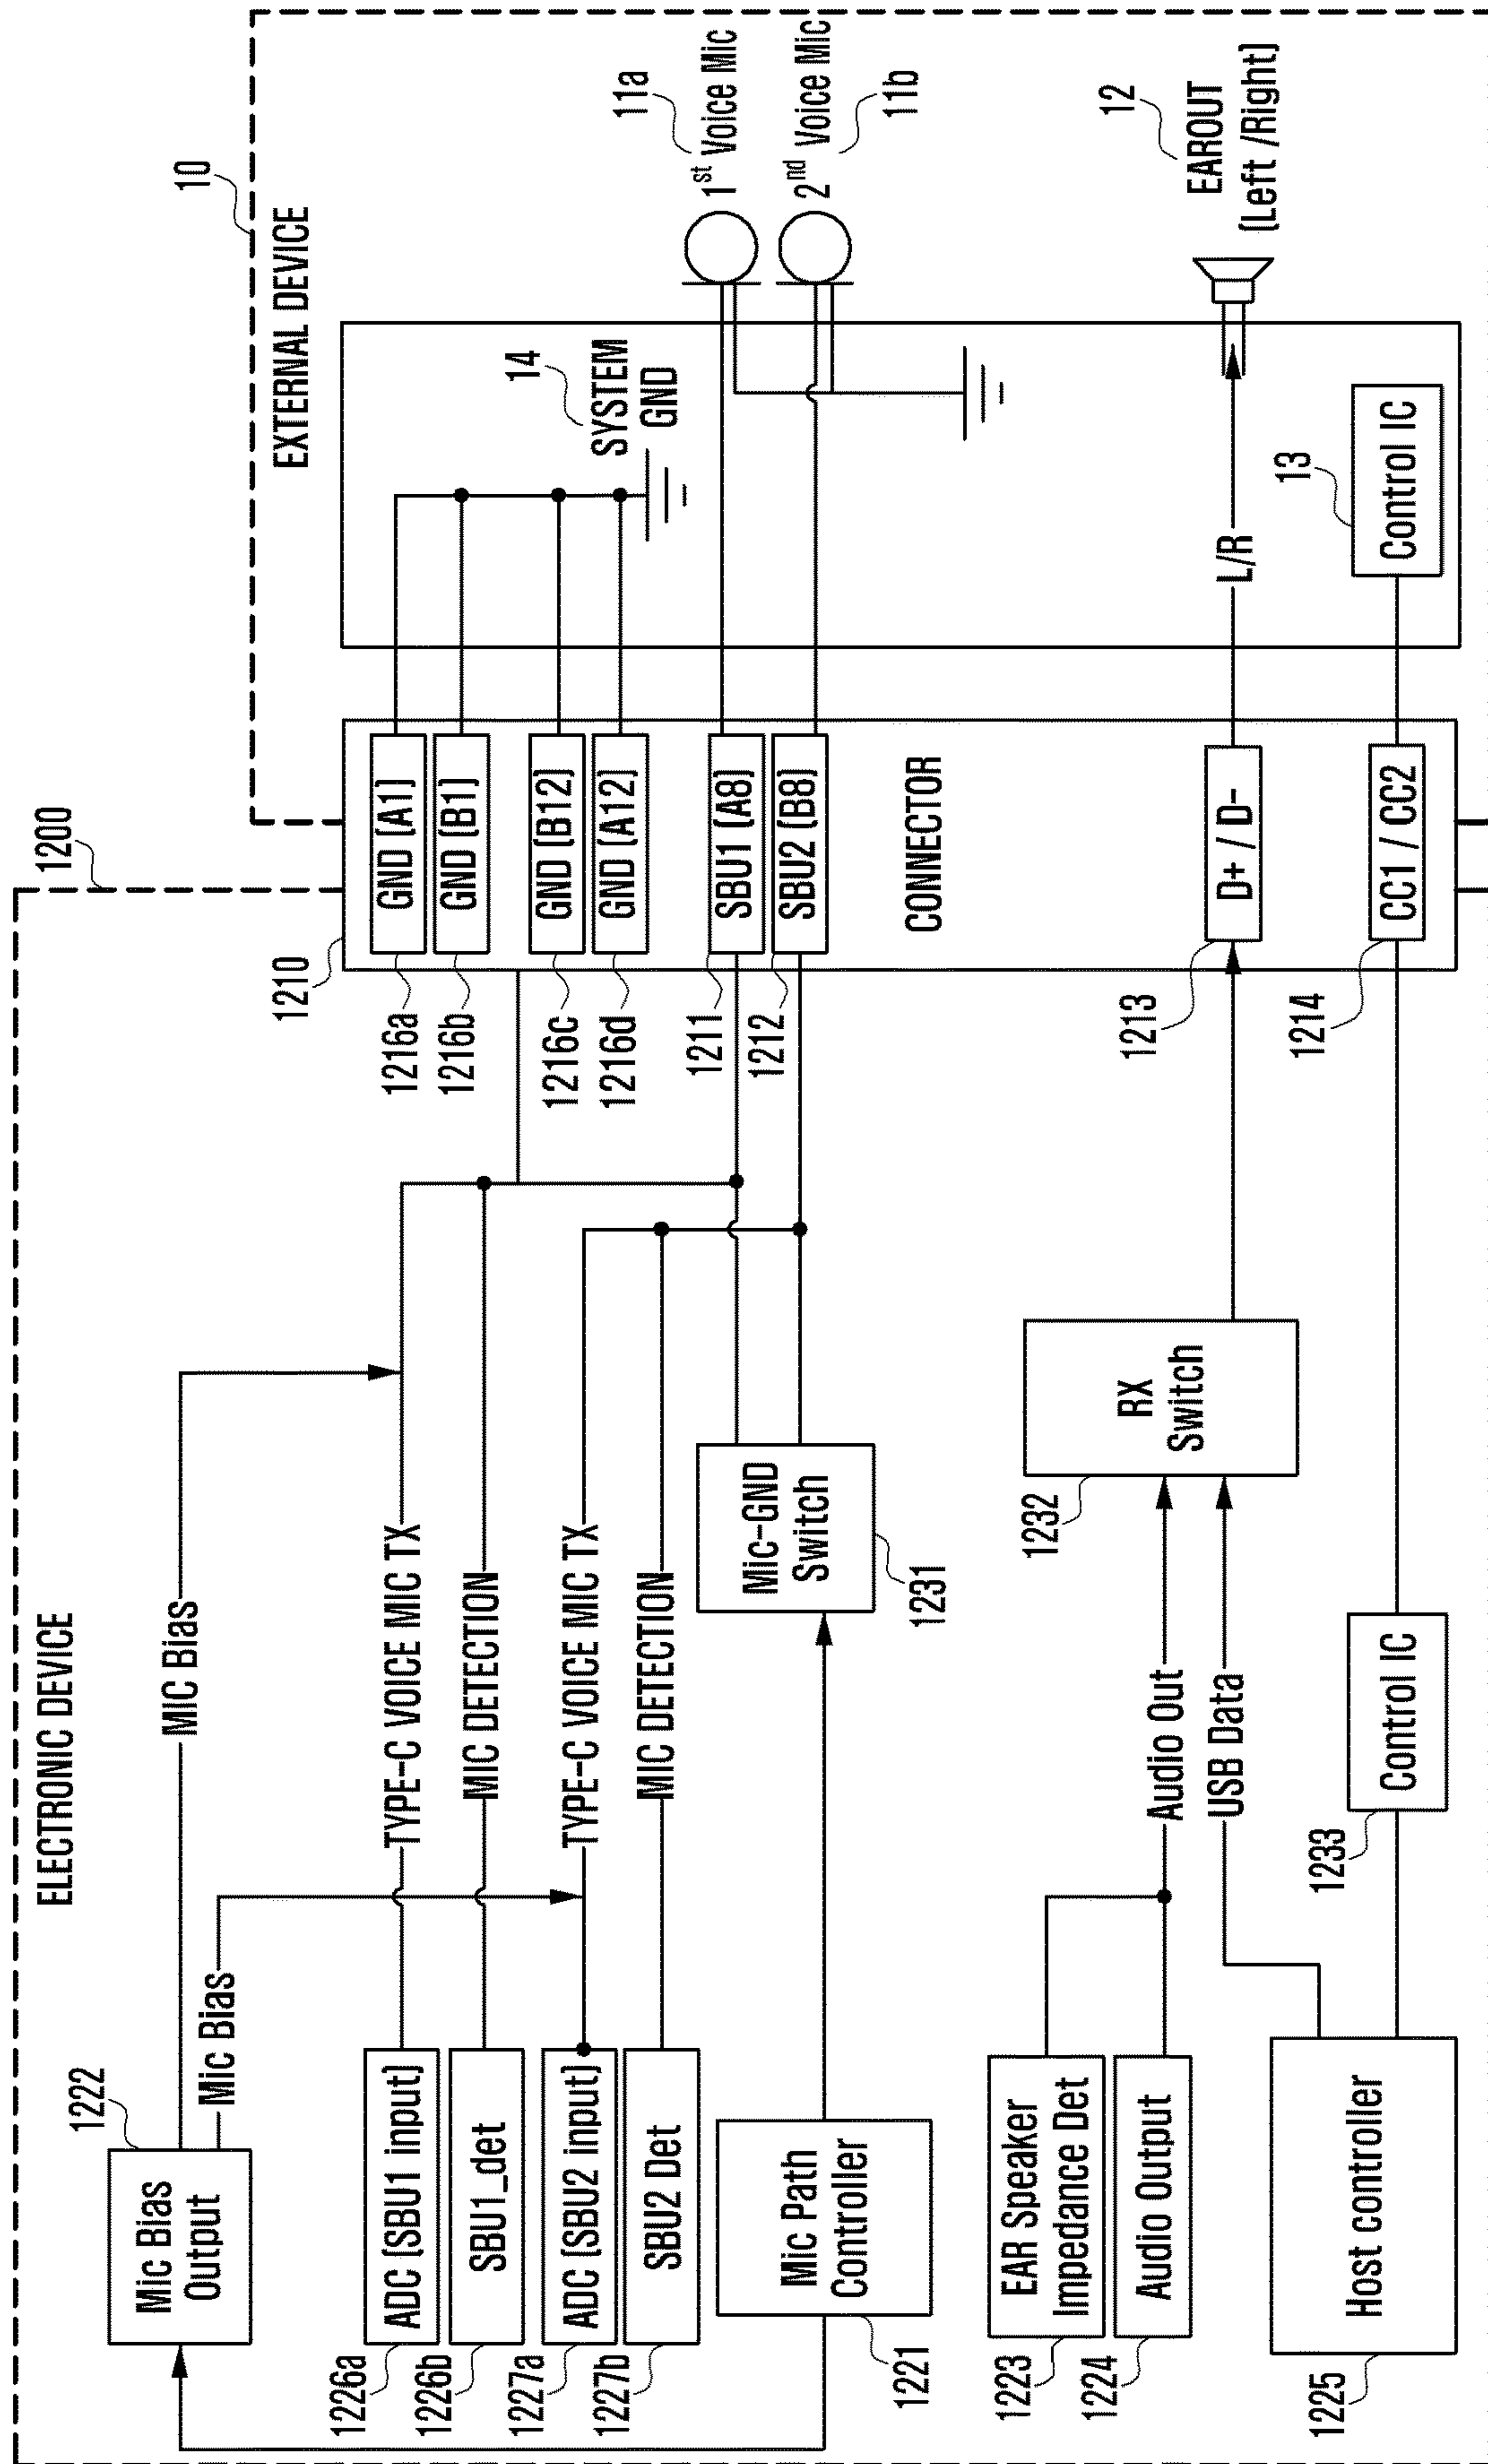 ELECTRONIC DEVICE
1200
10
EXTERNAL DEVICE
1222
Mic Bias
Output
MIC Bias
Mic Bias
1210
1226a
ADC (SBU1 input)
TYPE-C VOICE MIC TX
1216a
GND (A1)
1226b
SBU1_det
MIC DETECTION
1216b
GND (B1)
1227a
ADC (SBU2 input)
TYPE-C VOICE MIC TX
1216c
GND (B12)
1227b
SBU2 Det
MIC DETECTION
1216d
GND (A12)
14
SYSTEM
GND
1211
SBU1 (A8)
1212
SBU2 (B8)
11a
1st Voice Mic
2nd Voice Mic
11b
1221
Mic Path
Controller
Mic-GND
Switch
1231
CONNECTOR
1223
EAR Speaker
Impedance Det
1224
Audio Output
Audio Out
USB Data
1232
RX
Switch
1213
D+ / D-
L/R
12
EAROUT
(Left /Right)
1225
Host controller
1233
Control IC
1214
CC1 / CC2
13
Control IC